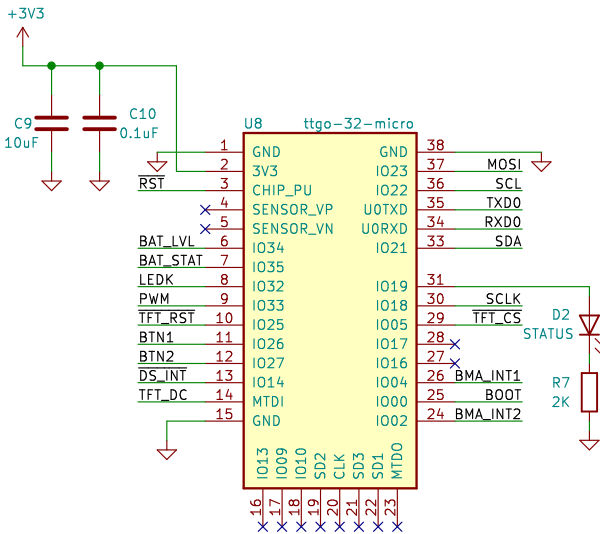 +3V3
C9
10uF
C10
0.1uF
U8
ttgo-32-micro
1 GND GND 38
2 3V3 IO23 37 MOSI
RST 3 CHIP_PU IO22 36 SCL
4 SENSOR_VP U0TXD 35 TXD0
5 SENSOR_VN U0RXD 34 RXD0
BAT_LVL 6 IO34 IO21 33 SDA
BAT_STAT 7 IO35
LEDK 8 IO32 IO19 31
PWM 9 IO33 IO18 30 SCLK
TFT_RST 10 IO25 IO05 29 TFT_CS
BTN1 11 IO26 IO17 28
BTN2 12 IO27 IO16 27
DS_INT 13 IO14 IO04 26 BMA_INT1
TFT_DC 14 MTDI IO00 25 BOOT
15 GND IO02 24 BMA_INT2
D2
STATUS
R7
2K
IO13 IO09 IO10 SD2 CLK SD3 SD1 MTDO
16 17 18 19 20 21 22 23